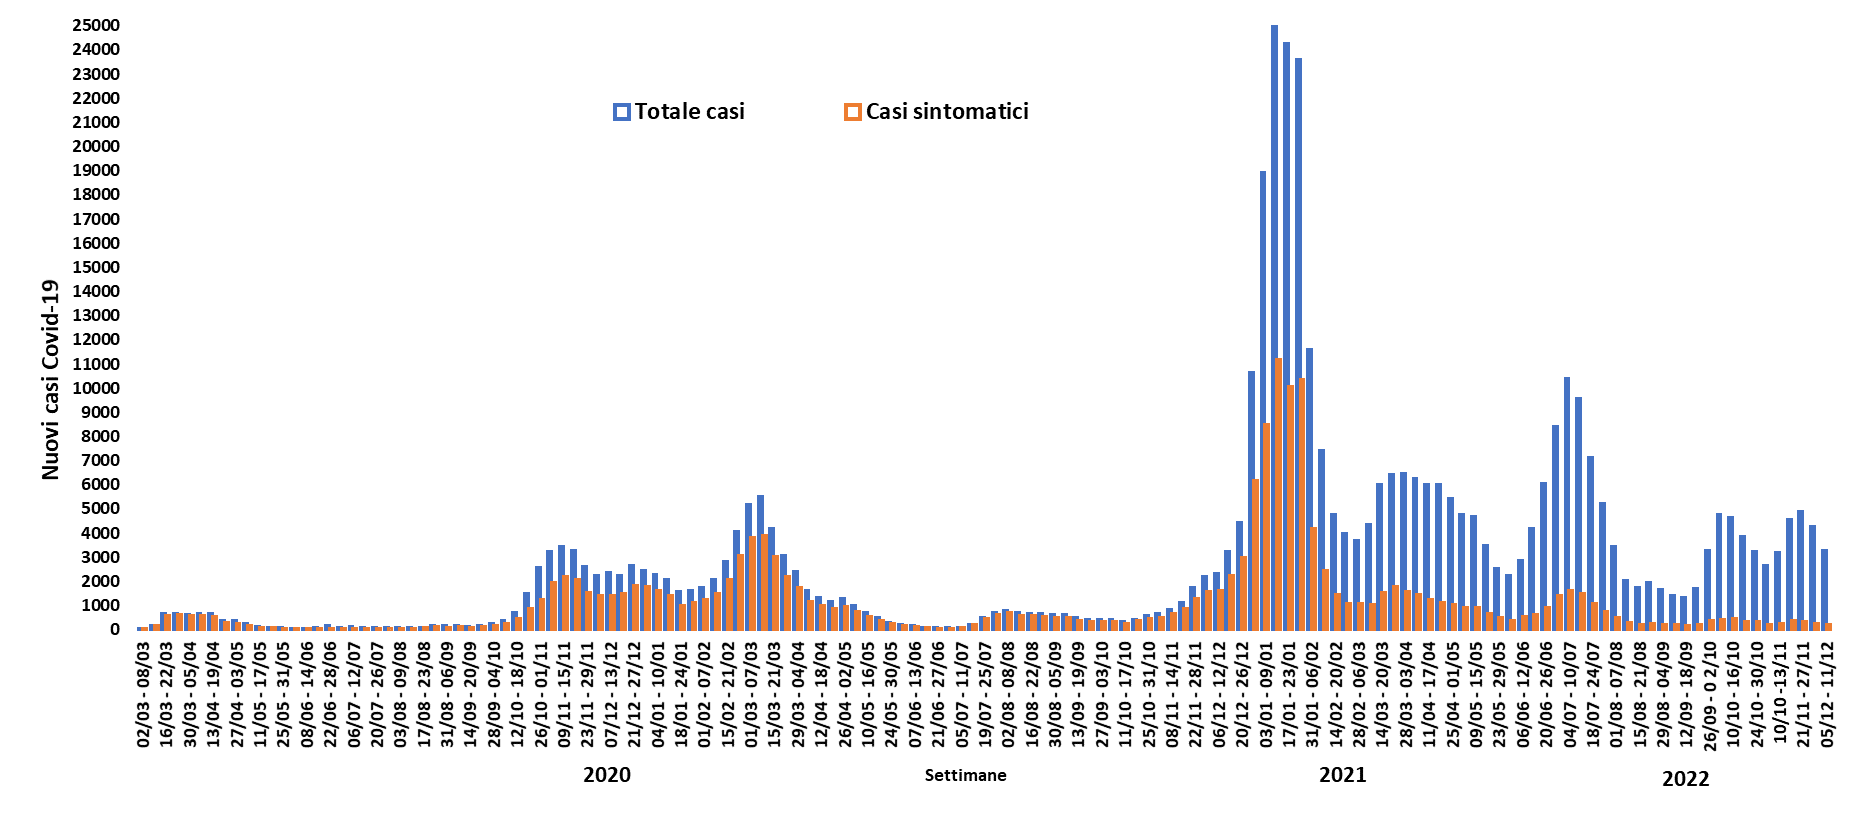 25000
24000
23000
22000
21000
20000
19000
18000
17000
16000
15000
14000
13000
12000
11000
10000
9000
8000
7000
6000
5000
4000
3000
2000
1000
0
Nuovi casi Covid-19
Totale casi
Casi sintomatici
02/03 - 08/03
16/03 - 22/03
30/03 - 05/04
13/04 - 19/04
27/04 - 03/05
11/05 - 17/05
25/05 - 31/05
08/06 - 14/06
22/06 - 28/06
06/07 - 12/07
20/07 - 26/07
03/08 - 09/08
17/08 - 23/08
31/08 - 06/09
14/09 - 20/09
28/09 - 04/10
12/10 - 18/10
26/10 - 01/11
09/11 - 15/11
23/11 - 29/11
07/12 - 13/12
21/12 - 27/12
04/01 - 10/01
18/01 - 24/01
01/02 - 07/02
15/02 - 21/02
01/03 - 07/03
15/03 - 21/03
29/03 - 04/04
12/04 - 18/04
26/04 - 02/05
10/05 - 16/05
24/05 - 30/05
07/06 - 13/06
21/06 - 27/06
05/07 - 11/07
19/07 - 25/07
02/08 - 08/08
16/08 - 22/08
30/08 - 05/09
13/09 - 19/09
27/09 - 03/10
11/10 - 17/10
25/10 - 31/10
08/11 - 14/11
22/11 - 28/11
06/12 - 12/12
20/12 - 26/12
03/01 - 09/01
17/01 - 23/01
31/01 - 06/02
14/02 - 20/02
28/02 - 06/03
14/03 - 20/03
28/03 - 03/04
11/04 - 17/04
25/04 - 01/05
09/05 - 15/05
23/05 - 29/05
06/06 - 12/06
20/06 - 26/06
04/07 - 10/07
18/07 - 24/07
01/08 - 07/08
15/08 - 21/08
29/08 - 04/09
12/09 - 18/09
26/09 - 0 2/10
10/10 - 16/10
24/10 - 30/10
10/10 -13/11
21/11 - 27/11
05/12 - 11/12
2020
Settimane
2021
2022